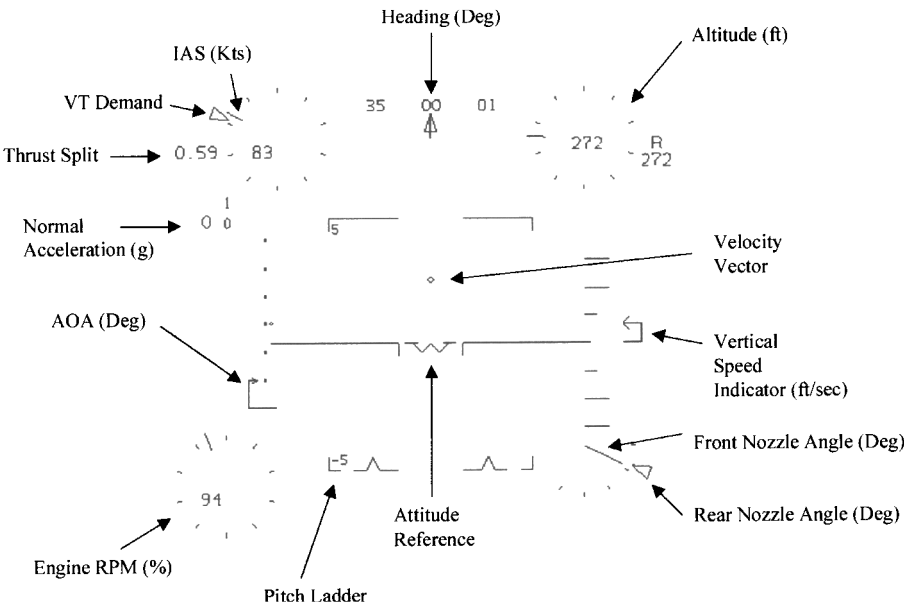 Heading (Deg)
Altitude (ft)
IAS (Kts)
VT Demand
35 00 01
Thrust Split
0.59
83
272
R
272
1
0 0
Normal
Acceleration (g)
5
Velocity
Vector
AOA (Deg)
Vertical
Speed
Indicator (ft/sec)
Front Nozzle Angle (Deg)
-5
94
Rear Nozzle Angle (Deg)
Attitude
Reference
Engine RPM (%)
Pitch Ladder